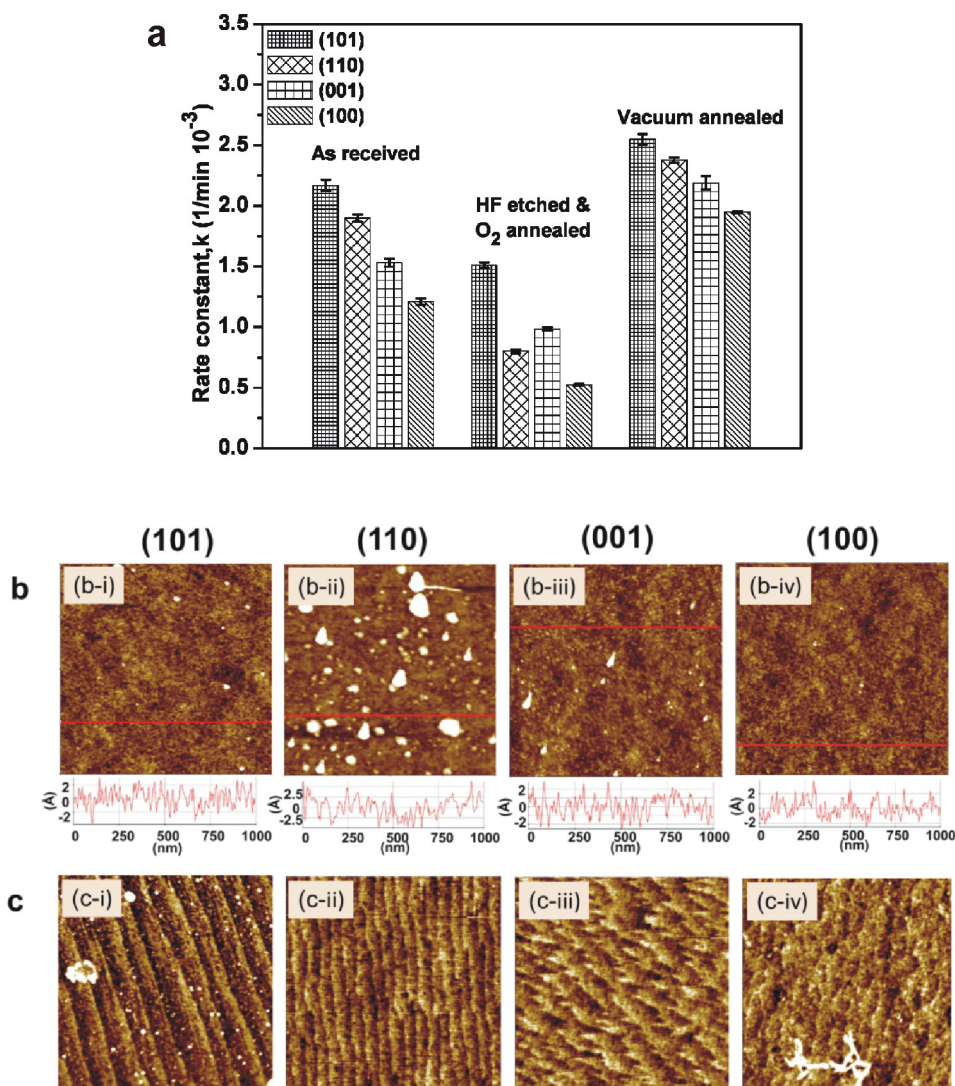 a
3.5
3.0
2.5
2.0
1.5
1.0
0.5
0.0
Rate constant,k (1/min 10⁻³)
(101)
(110)
(001)
(100)
As received
HF etched &
O₂ annealed
Vacuum annealed
(101) (110) (001) (100)
b
(b-i) (b-ii) (b-iii) (b-iv)
(Å) 2 0 -2
0 250 500 750 1000
(nm)
(Å) 2.5 0 -2.5
0 250 500 750 1000
(nm)
(Å) 2 0 -2
0 250 500 750 1000
(nm)
(Å) 2 0 -2
0 250 500 750 1000
(nm)
c
(c-i) (c-ii) (c-iii) (c-iv)